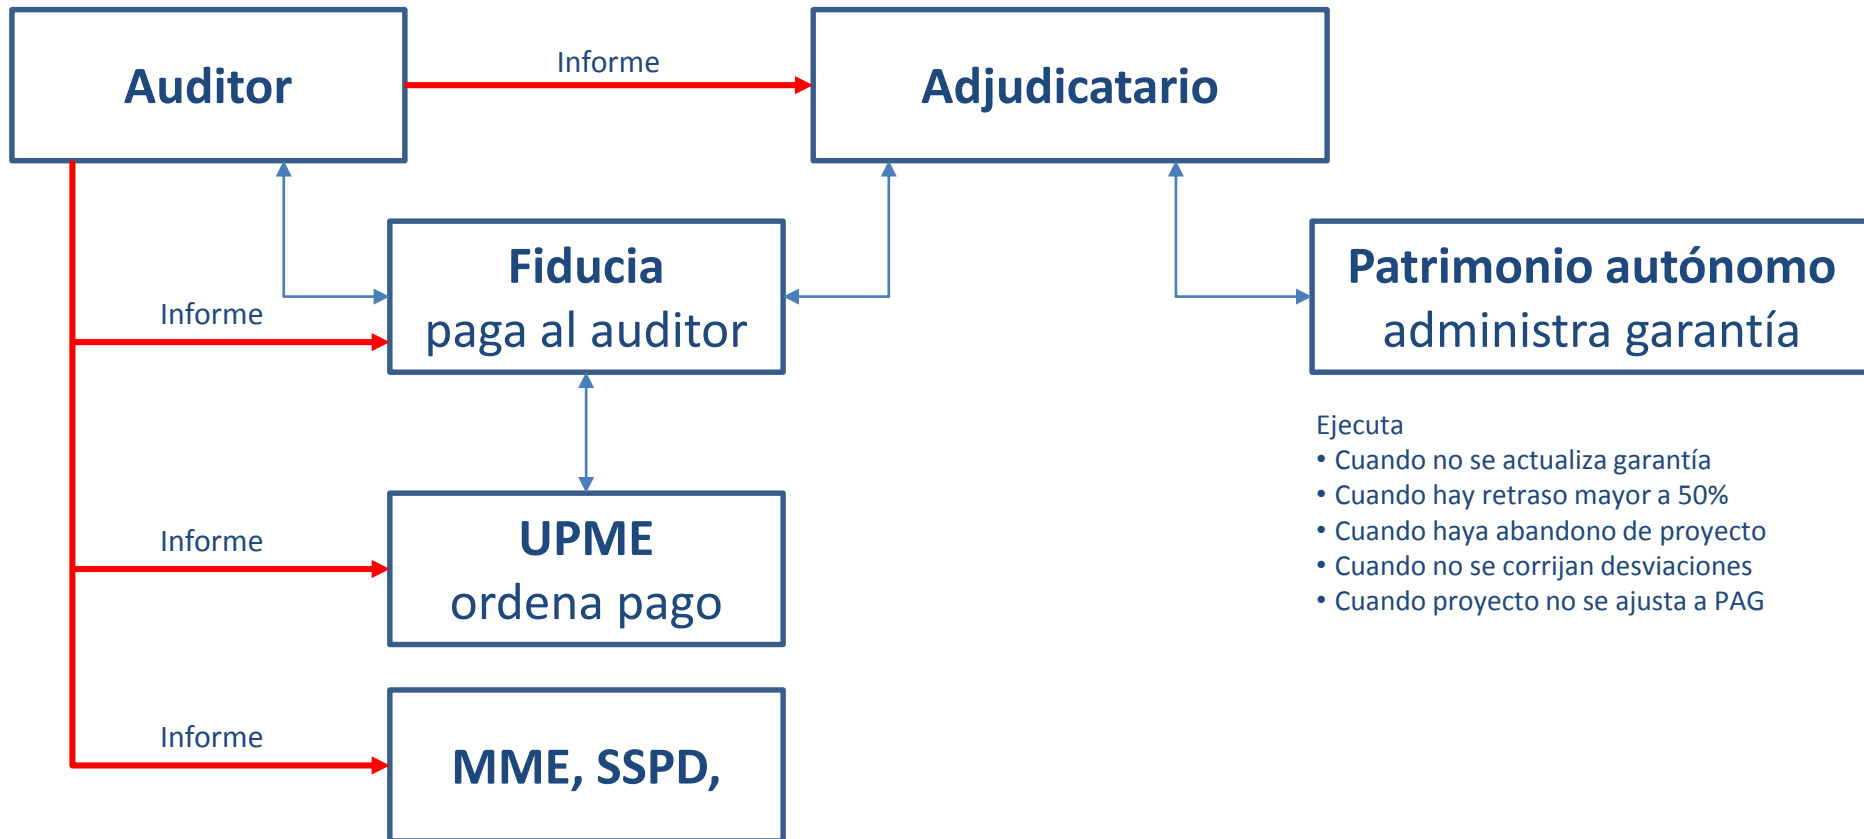 Auditor
Informe
Adjudicatario
Fiducia
paga al auditor
Patrimonio autónomo
administra garantía
Informe
Ejecuta
• Cuando no se actualiza garantía
• Cuando hay retraso mayor a 50%
• Cuando haya abandono de proyecto
• Cuando no se corrijan desviaciones
• Cuando proyecto no se ajusta a PAG
Informe
UPME
ordena pago
Informe
MME, SSPD,